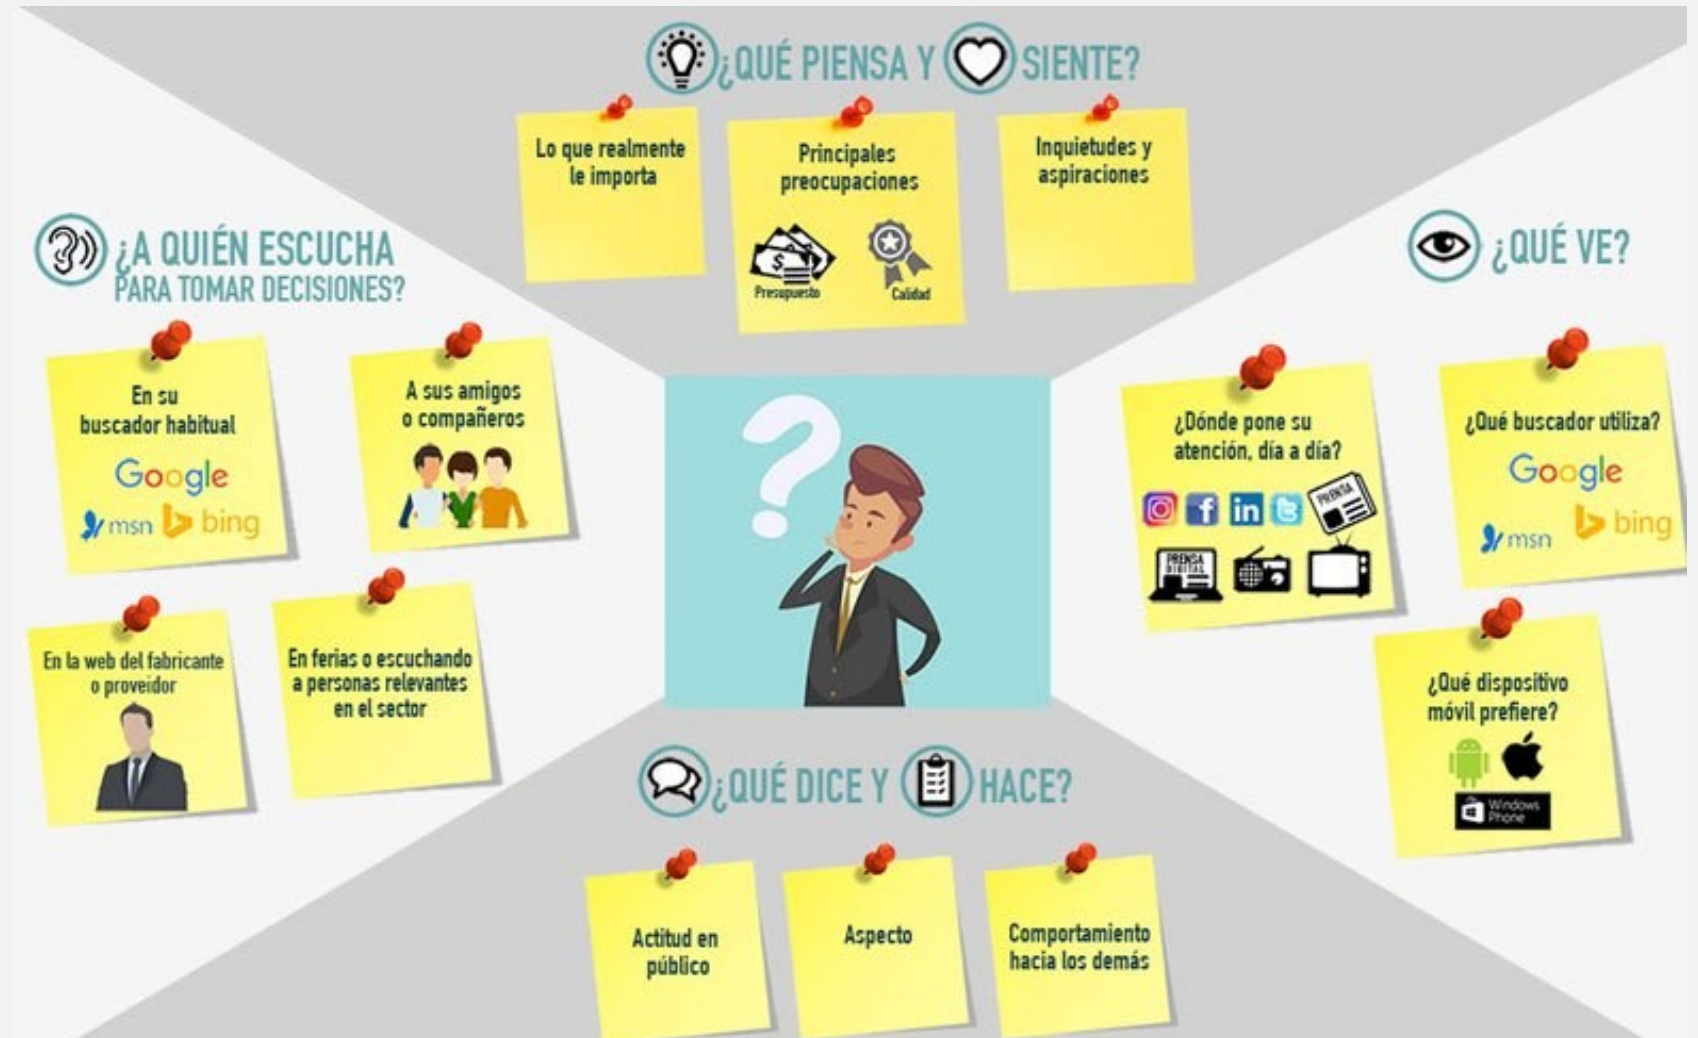 ¿QUÉ PIENSA Y SIENTE?
Lo que realmente
le importa
Principales
preocupaciones
Presupuesto
Calidad
Inquietudes y
aspiraciones
¿A QUIÉN ESCUCHA
PARA TOMAR DECISIONES?
En su
buscador habitual
Google
msn bing
A sus amigos
o compañeros
En la web del fabricante
o proveidor
En ferias o escuchando
a personas relevantes
en el sector
¿QUÉ VE?
¿Dónde pone su
atención, día a día?
in
PRENSA
PRENSA
DIGITAL
¿Qué buscador utiliza?
Google
msn bing
¿Qué dispositivo
móvil prefiere?
Windows
Phone
¿QUÉ DICE Y HACE?
Actitud en
público
Aspecto
Comportamiento
hacia los demás